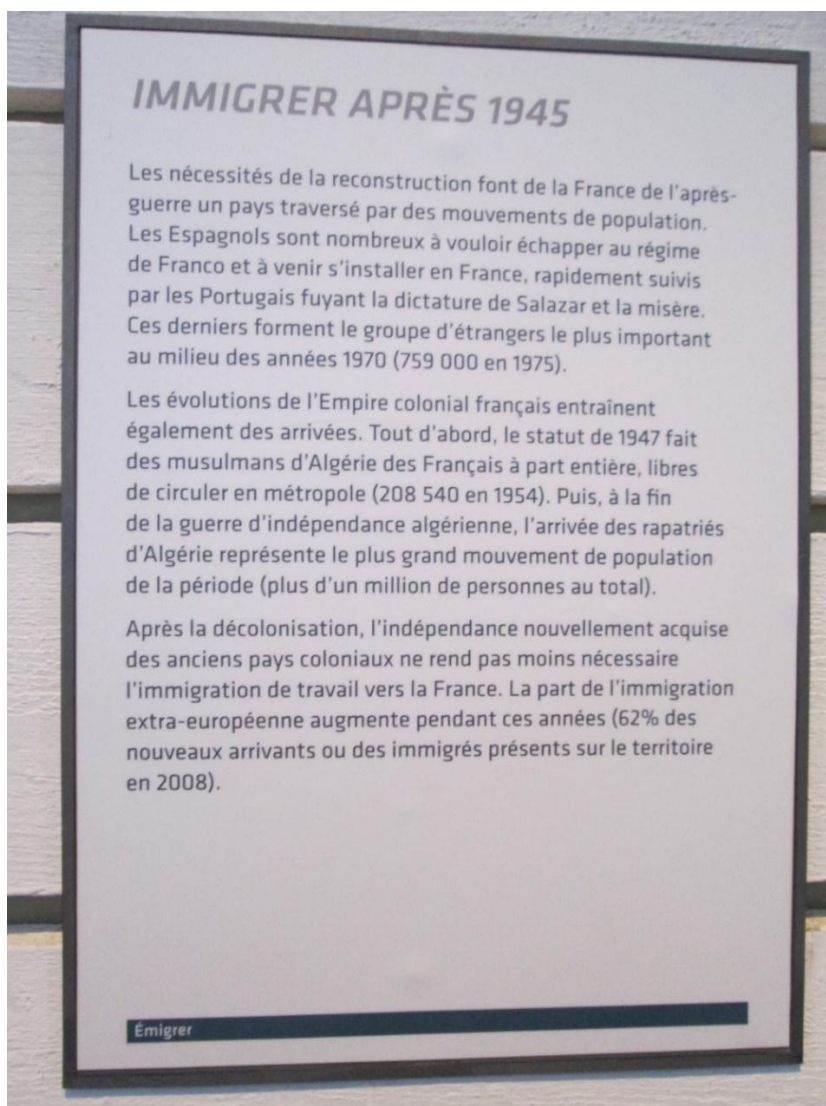 IMMIGRER APRÈS 1945
Les nécessités de la reconstruction font de la France de l'après-
guerre un pays traversé par des mouvements de population.
Les Espagnols sont nombreux à vouloir échapper au régime
de Franco et à venir s'installer en France, rapidement suivis
par les Portugais fuyant la dictature de Salazar et la misère.
Ces derniers forment le groupe d'étrangers le plus important
au milieu des années 1970 (759 000 en 1975).
Les évolutions de l'Empire colonial français entraînent
également des arrivées. Tout d'abord, le statut de 1947 fait
des musulmans d'Algérie des Français à part entière, libres
de circuler en métropole (208 540 en 1954). Puis, à la fin
de la guerre d'indépendance algérienne, l'arrivée des rapatriés
d'Algérie représente le plus grand mouvement de population
de la période (plus d'un million de personnes au total).
Après la décolonisation, l'indépendance nouvellement acquise
des anciens pays coloniaux ne rend pas moins nécessaire
l'immigration de travail vers la France. La part de l'immigration
extra-européenne augmente pendant ces années (62% des
nouveaux arrivants ou des immigrés présents sur le territoire
en 2008).
Émigrer